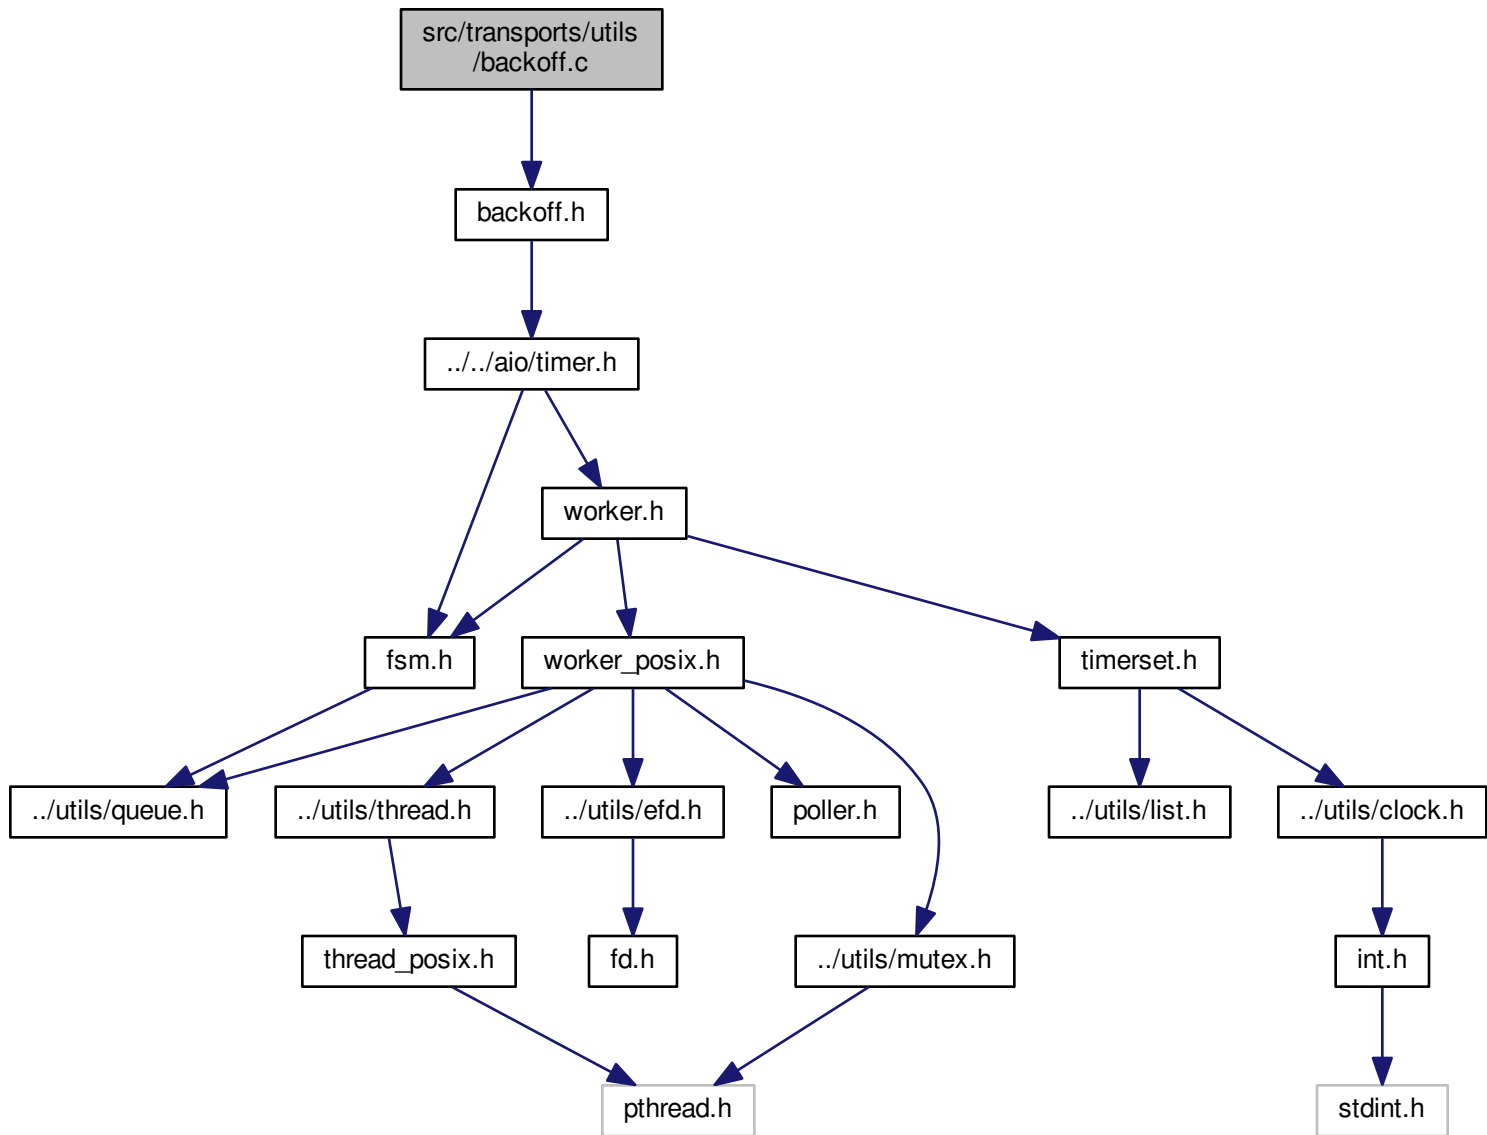 src/transports/utils
/backoff.c
backoff.h
../../aio/timer.h
worker.h
fsm.h
worker_posix.h
timerset.h
../utils/queue.h
../utils/thread.h
../utils/efd.h
poller.h
../utils/list.h
../utils/clock.h
thread_posix.h
fd.h
../utils/mutex.h
int.h
pthread.h
stdint.h